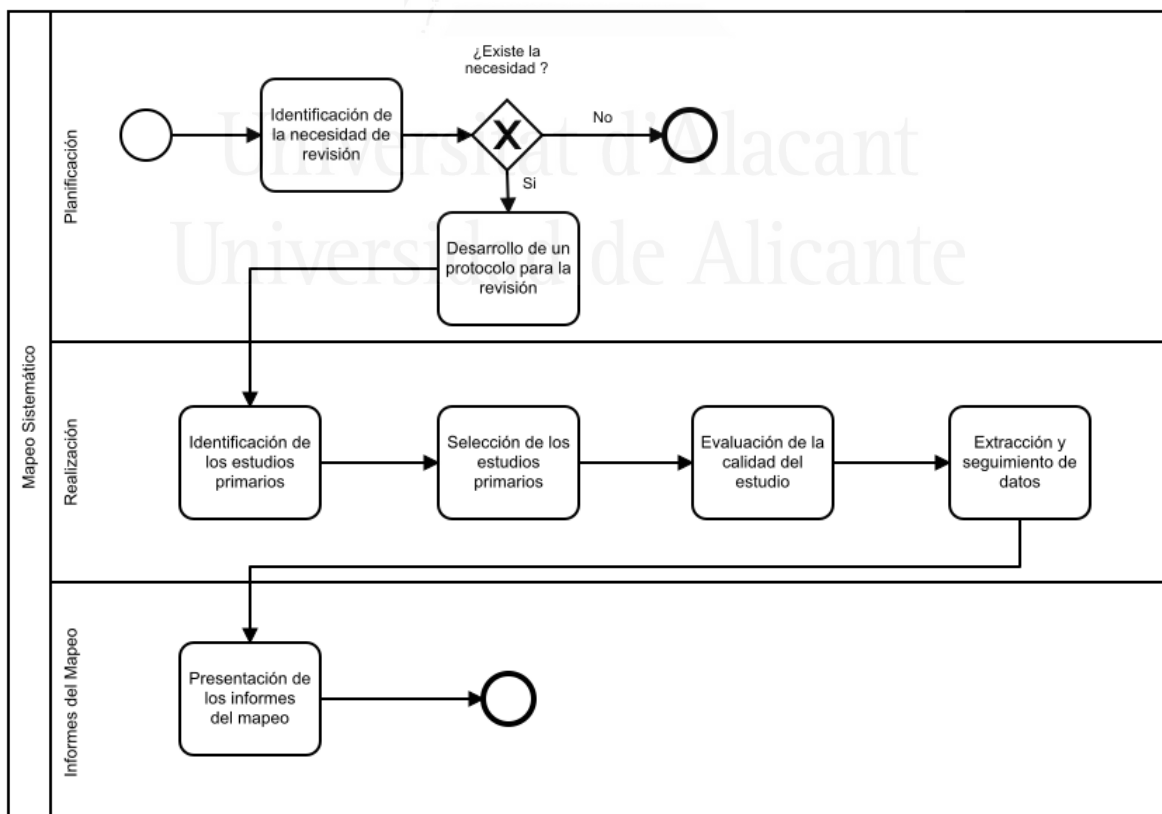 Mapeo Sistemático
Planificación
¿Existe la
necesidad ?
Identificación de
la necesidad de
revisión
No
Si
Desarrollo de un
protocolo para la
revisión
Universitat d'Alacant
Universidad de Alicante
Realización
Identificación de
los estudios
primarios
Selección de los
estudios
primarios
Evaluación de la
calidad del
estudio
Extracción y
seguimiento de
datos
Informes del Mapeo
Presentación de
los informes
del mapeo